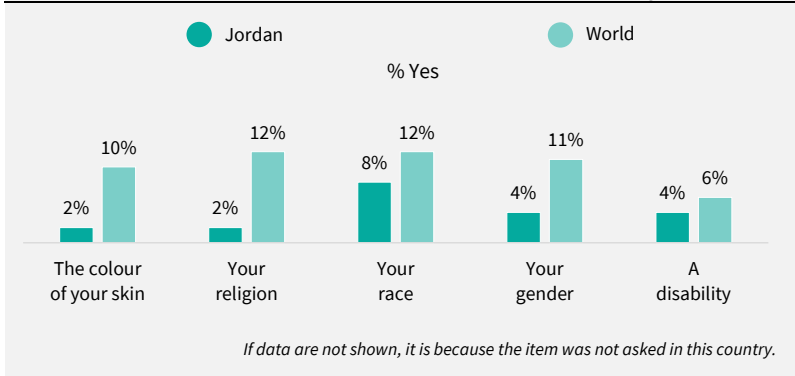 Jordan
World
% Yes
2%
10%
2%
12%
8%
12%
4%
11%
4%
6%
The colour
of your skin
Your
religion
Your
race
Your
gender
A
disability
If data are not shown, it is because the item was not asked in this country.